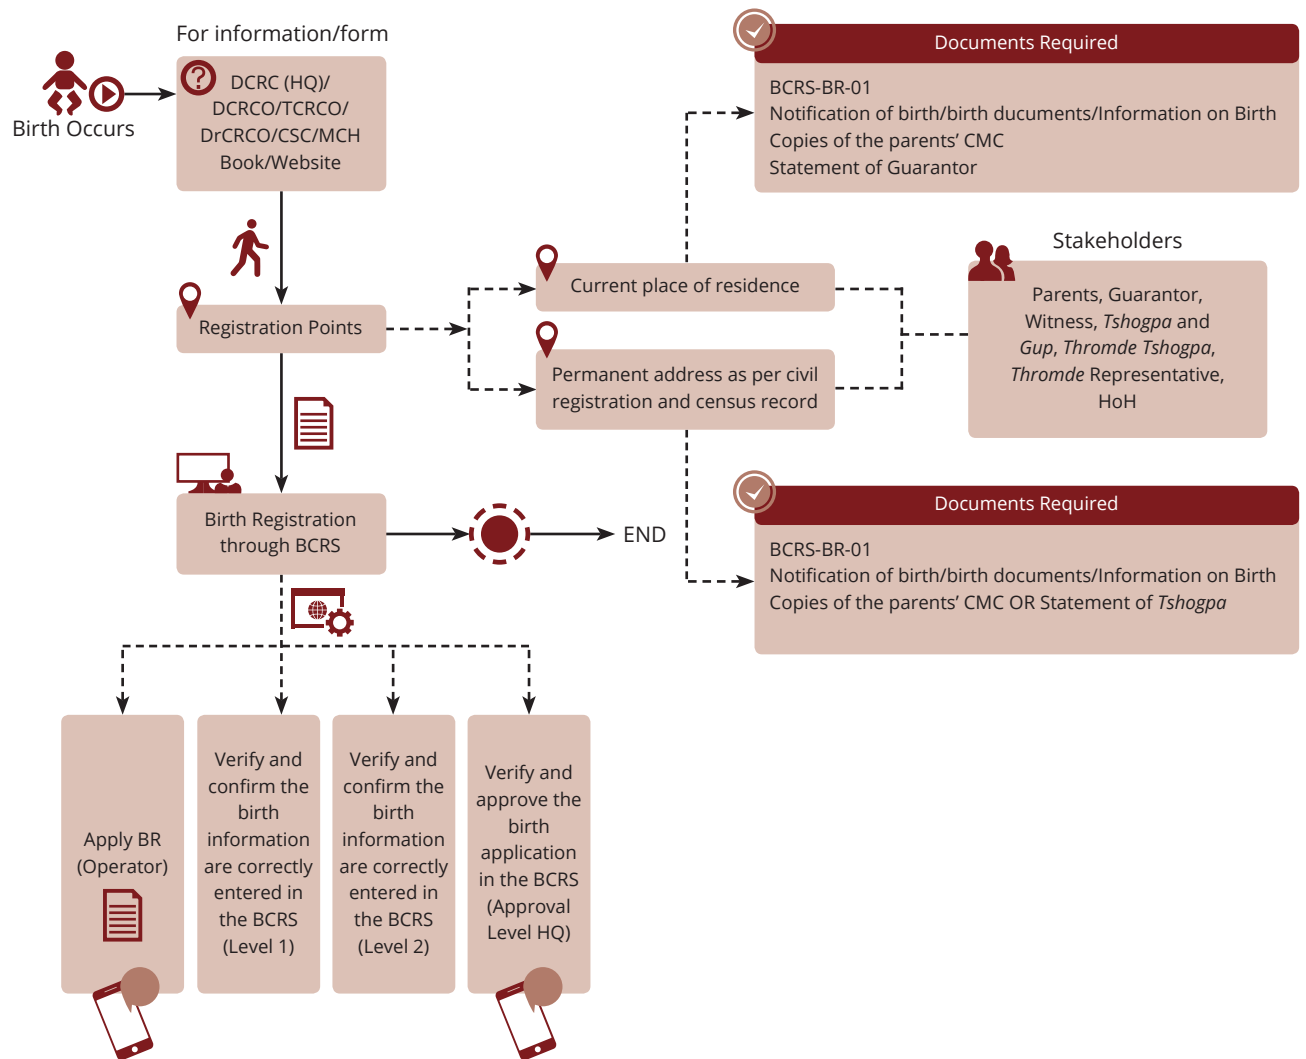 For information/form
Birth Occurs
DCRC (HQ)/
DCRCO/TCRCO/
DrCRCO/CSC/MCH
Book/Website
Documents Required
BCRS-BR-01
Notification of birth/birth ducuments/Information on Birth
Copies of the parents’ CMC
Statement of Guarantor
Registration Points
Current place of residence
Permanent address as per civil
registration and census record
Stakeholders
Parents, Guarantor,
Witness, Tshogpa and
Gup, Thromde Tshogpa,
Thromde Representative,
HoH
Birth Registration
through BCRS
END
Documents Required
BCRS-BR-01
Notification of birth/birth documents/Information on Birth
Copies of the parents’ CMC OR Statement of Tshogpa
Apply BR
(Operator)
Verify and
confirm the
birth
information
are correctly
entered in
the BCRS
(Level 1)
Verify and
confirm the
birth
information
are correctly
entered in
the BCRS
(Level 2)
Verify and
approve the
birth
application
in the BCRS
(Approval
Level HQ)